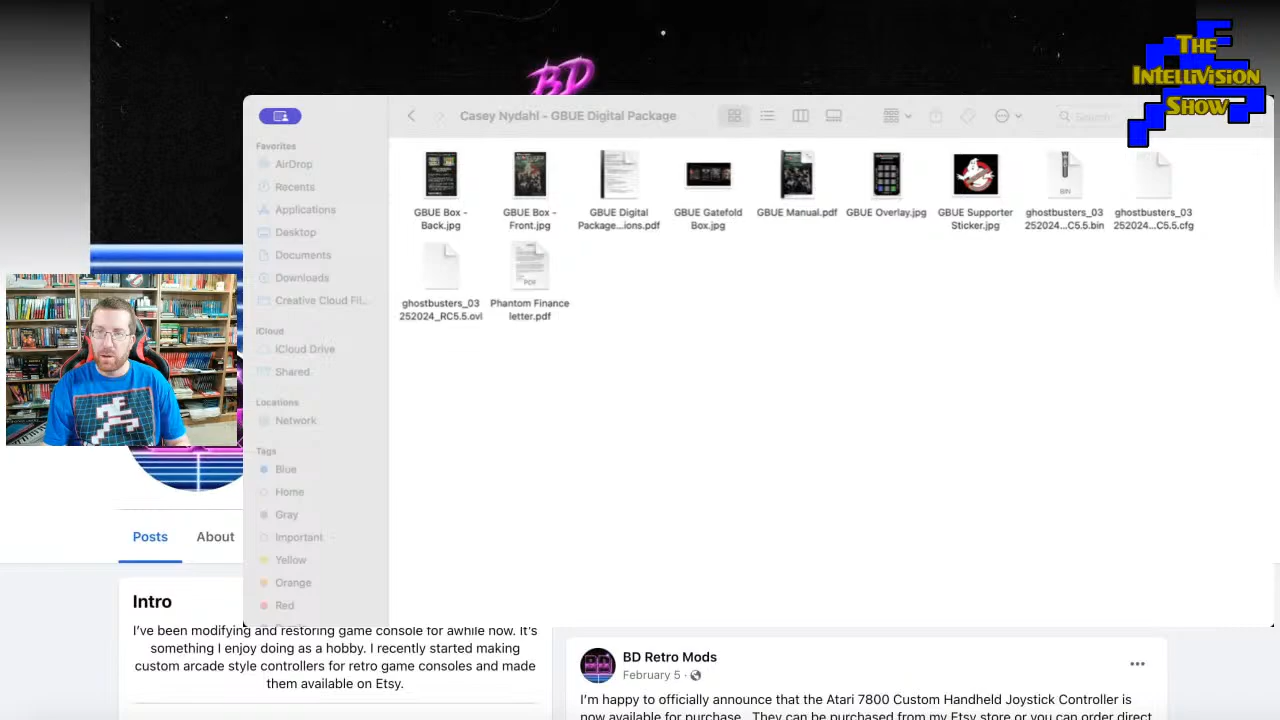 BD
THE
INTELLIVISION
SHOW
Casey Nydahl - GBUE Digital Package
Search
Favorites
AirDrop
Recents
Applications
Desktop
Documents
Downloads
Creative Cloud Fil...
iCloud
iCloud Drive
Shared
Locations
Network
Tags
Blue
Home
Gray
Important
Yellow
Orange
Red
GBUE Box -
Back.jpg
GBUE Box -
Front.jpg
GBUE Digital
Package...ions.pdf
GBUE Gatefold
Box.jpg
GBUE Manual.pdf
GBUE Overlay.jpg
GBUE Supporter
Sticker.jpg
BIN
ghostbusters_03
252024...C5.5.bin
ghostbusters_03
252024...C5.5.cfg
ghostbusters_03
252024_RC5.5.ovl
PDF
Phantom Finance
letter.pdf
Posts
About
Intro
I've been modifying and restoring game console for awhile now. It's
something I enjoy doing as a hobby. I recently started making
custom arcade style controllers for retro game consoles and made
them available on Etsy.
BD Retro Mods
February 5 ·
I'm happy to officially announce that the Atari 7800 Custom Handheld Joystick Controller is
now available for purchase. They can be purchased from my Etsy store or you can order direct